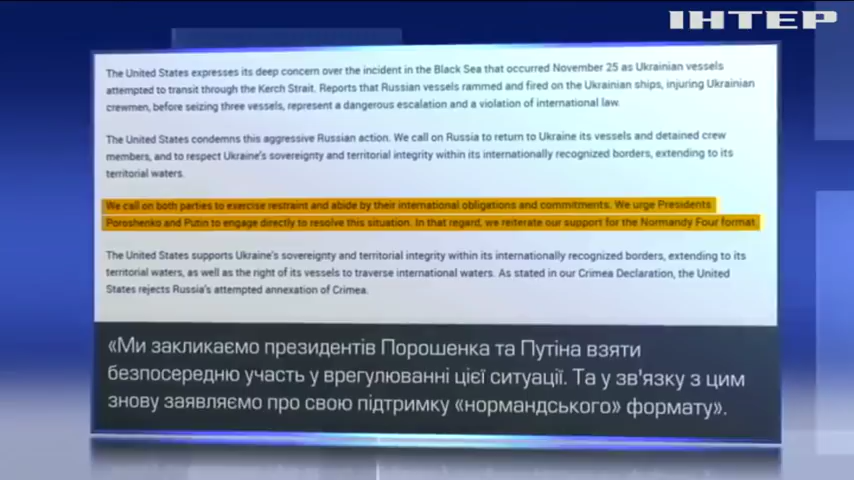 ІНТЕР
The United States expresses its deep concern over the incident in the Black Sea that occurred November 25 as Ukrainian vessels
attempted to transit through the Kerch Strait. Reports that Russian vessels rammed and fired on the Ukrainian ships, injuring Ukrainian
crewmen, before seizing three vessels, represent a dangerous escalation and a violation of international law.
The United States condemns this aggressive Russian action. We call on Russia to return to Ukraine its vessels and detained crew
members, and to respect Ukraine's sovereignty and territorial integrity within its internationally recognized borders, extending to its
territorial waters.
We call on both parties to exercise restraint and abide by their international obligations and commitments. We urge Presidents
Poroshenko and Putin to engage directly to resolve this situation. In that regard, we reiterate our support for the Normandy Four format.
The United States supports Ukraine's sovereignty and territorial integrity within its internationally recognized borders, extending to its
territorial waters, as well as the right of its vessels to traverse international waters. As stated in our Crimea Declaration, the United
States rejects Russia's attempted annexation of Crimea.
«Ми закликаємо президентів Порошенка та Путіна взяти
безпосередню участь у врегулюванні цієї ситуації. Та у зв'язку з цим
знову заявляємо про свою підтримку «нормандського» формату».